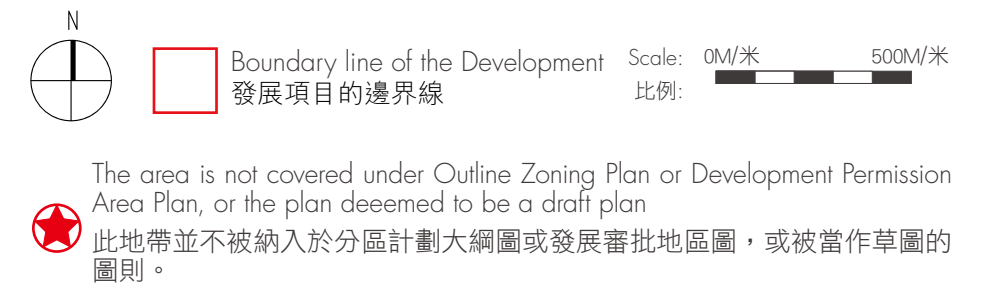 N
Boundary line of the Development
發展項目的邊界線
Scale: 0M/米 500M/米
比例:
The area is not covered under Outline Zoning Plan or Development Permission
Area Plan, or the plan deeemed to be a draft plan
此地帶並不被納入於分區計劃大綱圖或發展審批地區圖，或被當作草圖的
圖則。